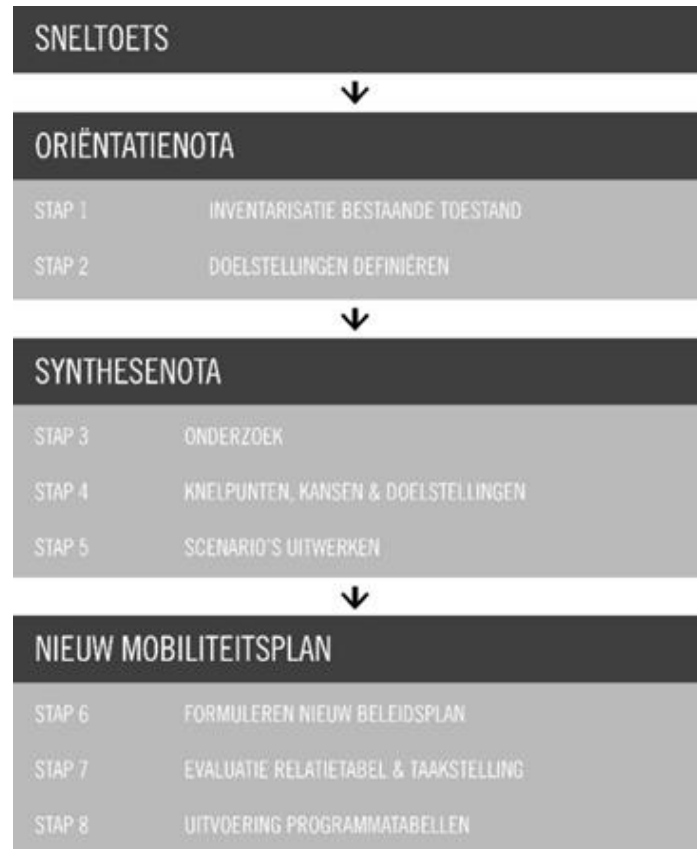 SNELTOETS
ORIËNTATIENOTA
STAP 1 INVENTARISATIE BESTAANDE TOESTAND
STAP 2 DOELSTELLINGEN DEFINIËREN
SYNTHESENOTA
STAP 3 ONDERZOEK
STAP 4 KNELPUNTEN, KANSEN & DOELSTELLINGEN
STAP 5 SCENARIO'S UITWERKEN
NIEUW MOBILITEITSPLAN
STAP 6 FORMULEREN NIEUW BELEIDSPLAN
STAP 7 EVALUATIE RELATIETABEL & TAAKSTELLING
STAP 8 UITVOERING PROGRAMMATABELLEN